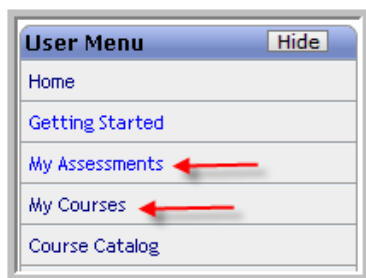 User Menu Hide
Home
Getting Started
My Assessments
My Courses
Course Catalog